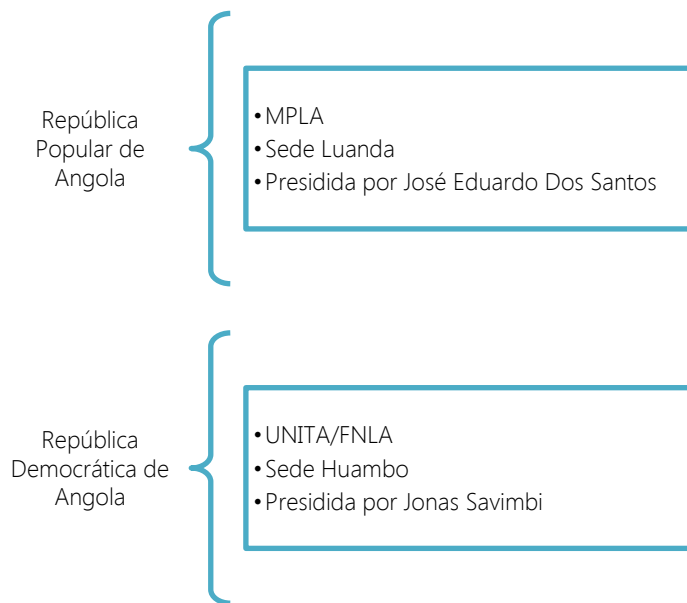 República
Popular de
Angola
•MPLA
•Sede Luanda
•Presidida por José Eduardo Dos Santos
República
Democrática de
Angola
•UNITA/FNLA
•Sede Huambo
•Presidida por Jonas Savimbi